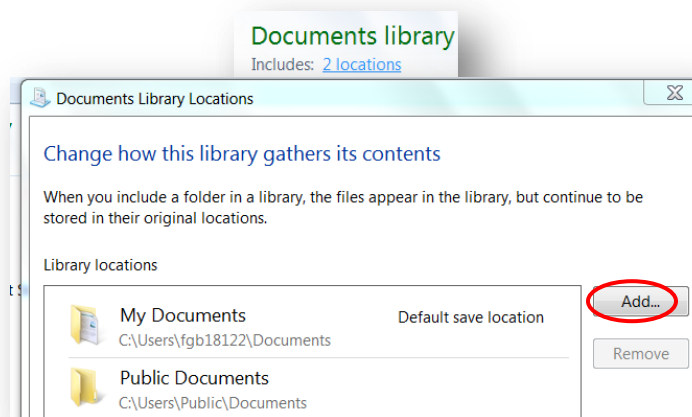 Documents library
Includes: 2 locations
Documents Library Locations
Change how this library gathers its contents
When you include a folder in a library, the files appear in the library, but continue to be
stored in their original locations.
Library locations
My Documents
Default save location
C:\Users\fgb18122\Documents
Add...
Remove
Public Documents
C:\Users\Public\Documents